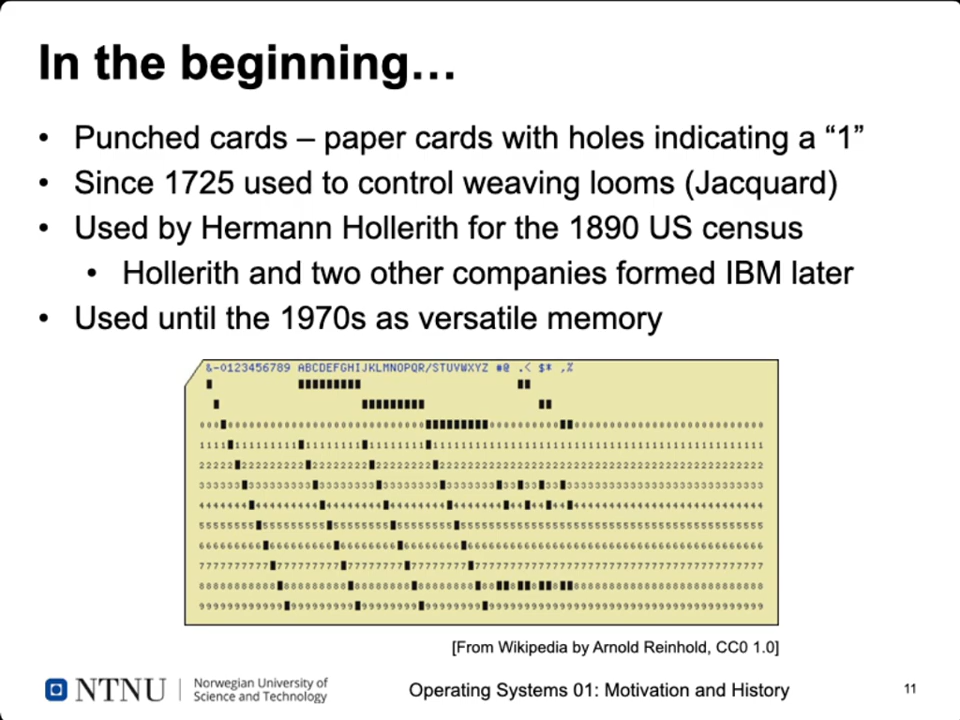 In the beginning…
• Punched cards – paper cards with holes indicating a “1”
• Since 1725 used to control weaving looms (Jacquard)
• Used by Hermann Hollerith for the 1890 US census
• Hollerith and two other companies formed IBM later
• Used until the 1970s as versatile memory
&-0123456789 ABCDEFGHIJKLMNOPQR/STUVWXYZ #@ .< $* ,%
[From Wikipedia by Arnold Reinhold, CC0 1.0]
NTNU
Norwegian University of
Science and Technology
Operating Systems 01: Motivation and History
11